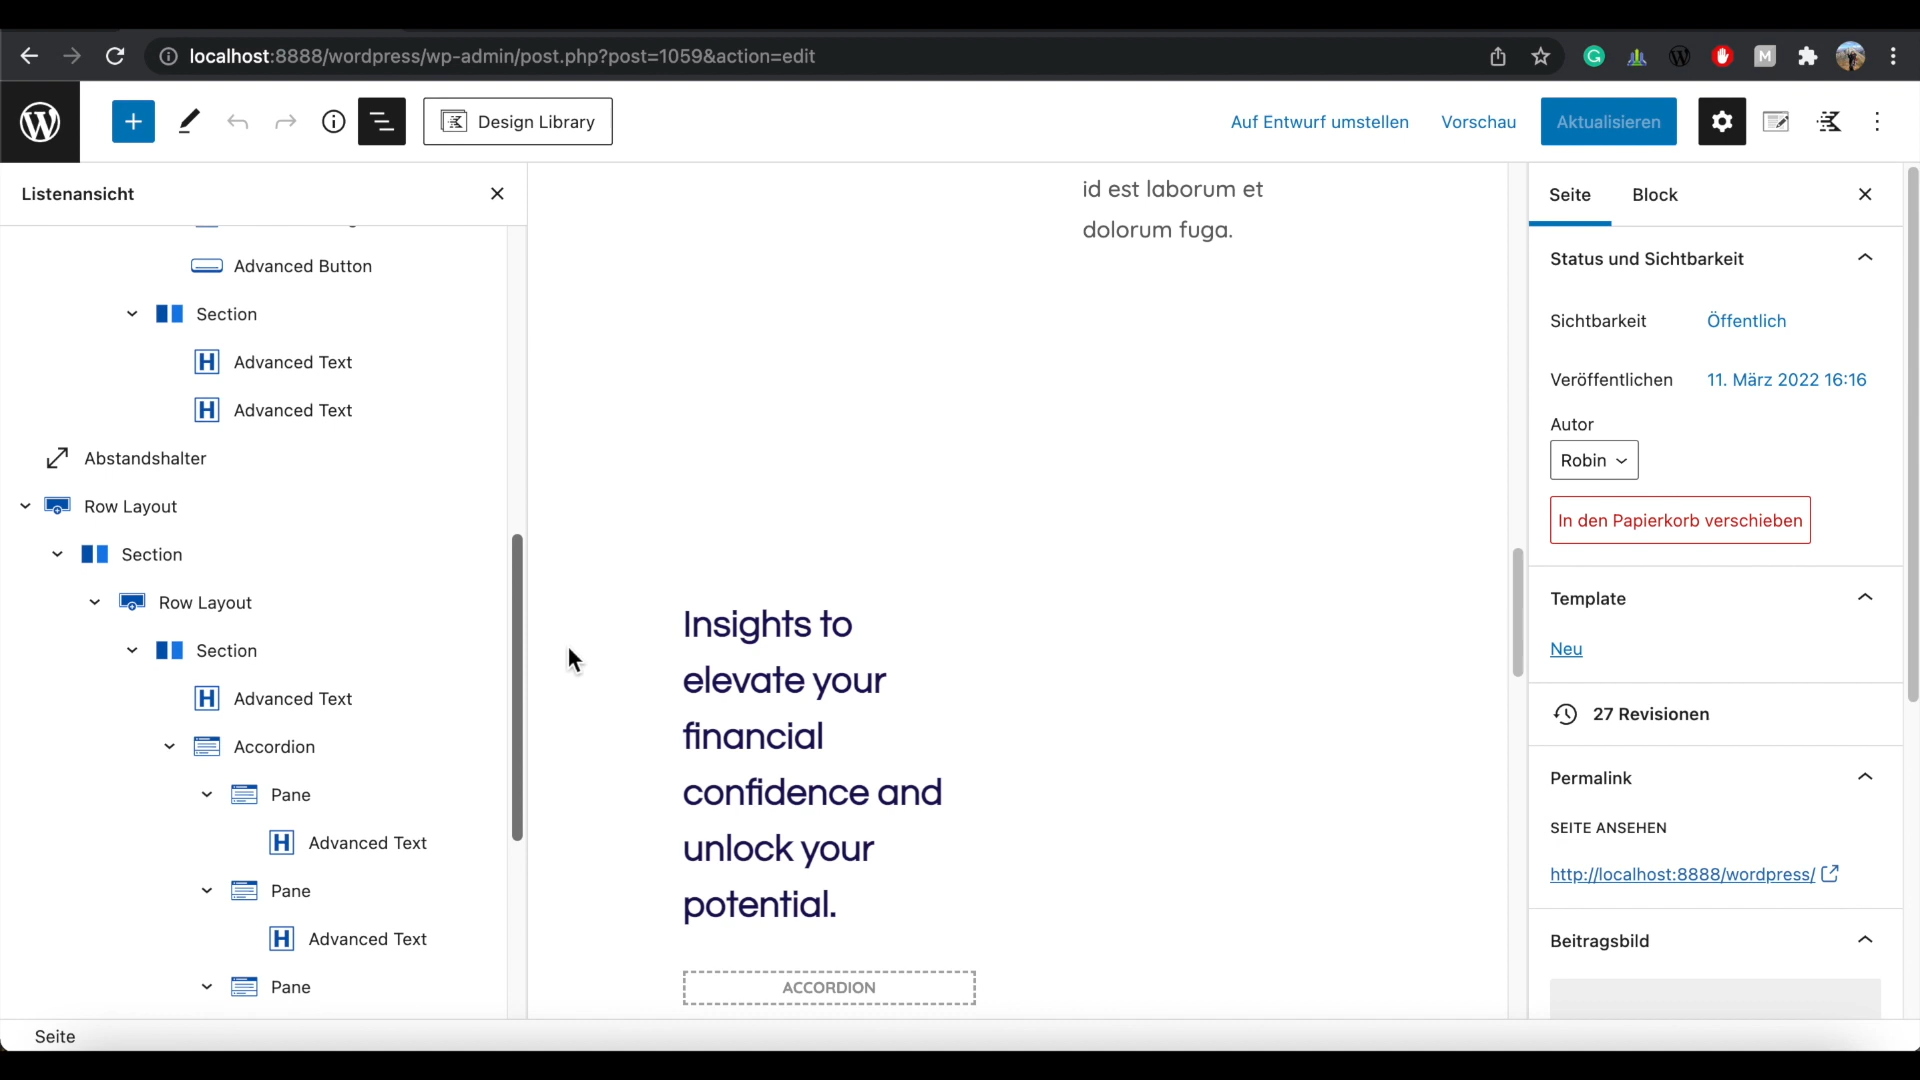 localhost:8888/wordpress/wp-admin/post.php?post=1059&action=edit
Design Library
Auf Entwurf umstellen
Vorschau
Aktualisieren
Listenansicht
Advanced Button
Section
Advanced Text
Advanced Text
Abstandshalter
Row Layout
Section
Row Layout
Section
Advanced Text
Accordion
Pane
Advanced Text
Pane
Advanced Text
Pane
id est laborum et
dolorum fuga.
Insights to
elevate your
financial
confidence and
unlock your
potential.
ACCORDION
Seite
Block
Status und Sichtbarkeit
Sichtbarkeit
Öffentlich
Veröffentlichen
11. März 2022 16:16
Autor
Robin
In den Papierkorb verschieben
Template
Neu
27 Revisionen
Permalink
SEITE ANSEHEN
http://localhost:8888/wordpress/
Beitragsbild
Seite